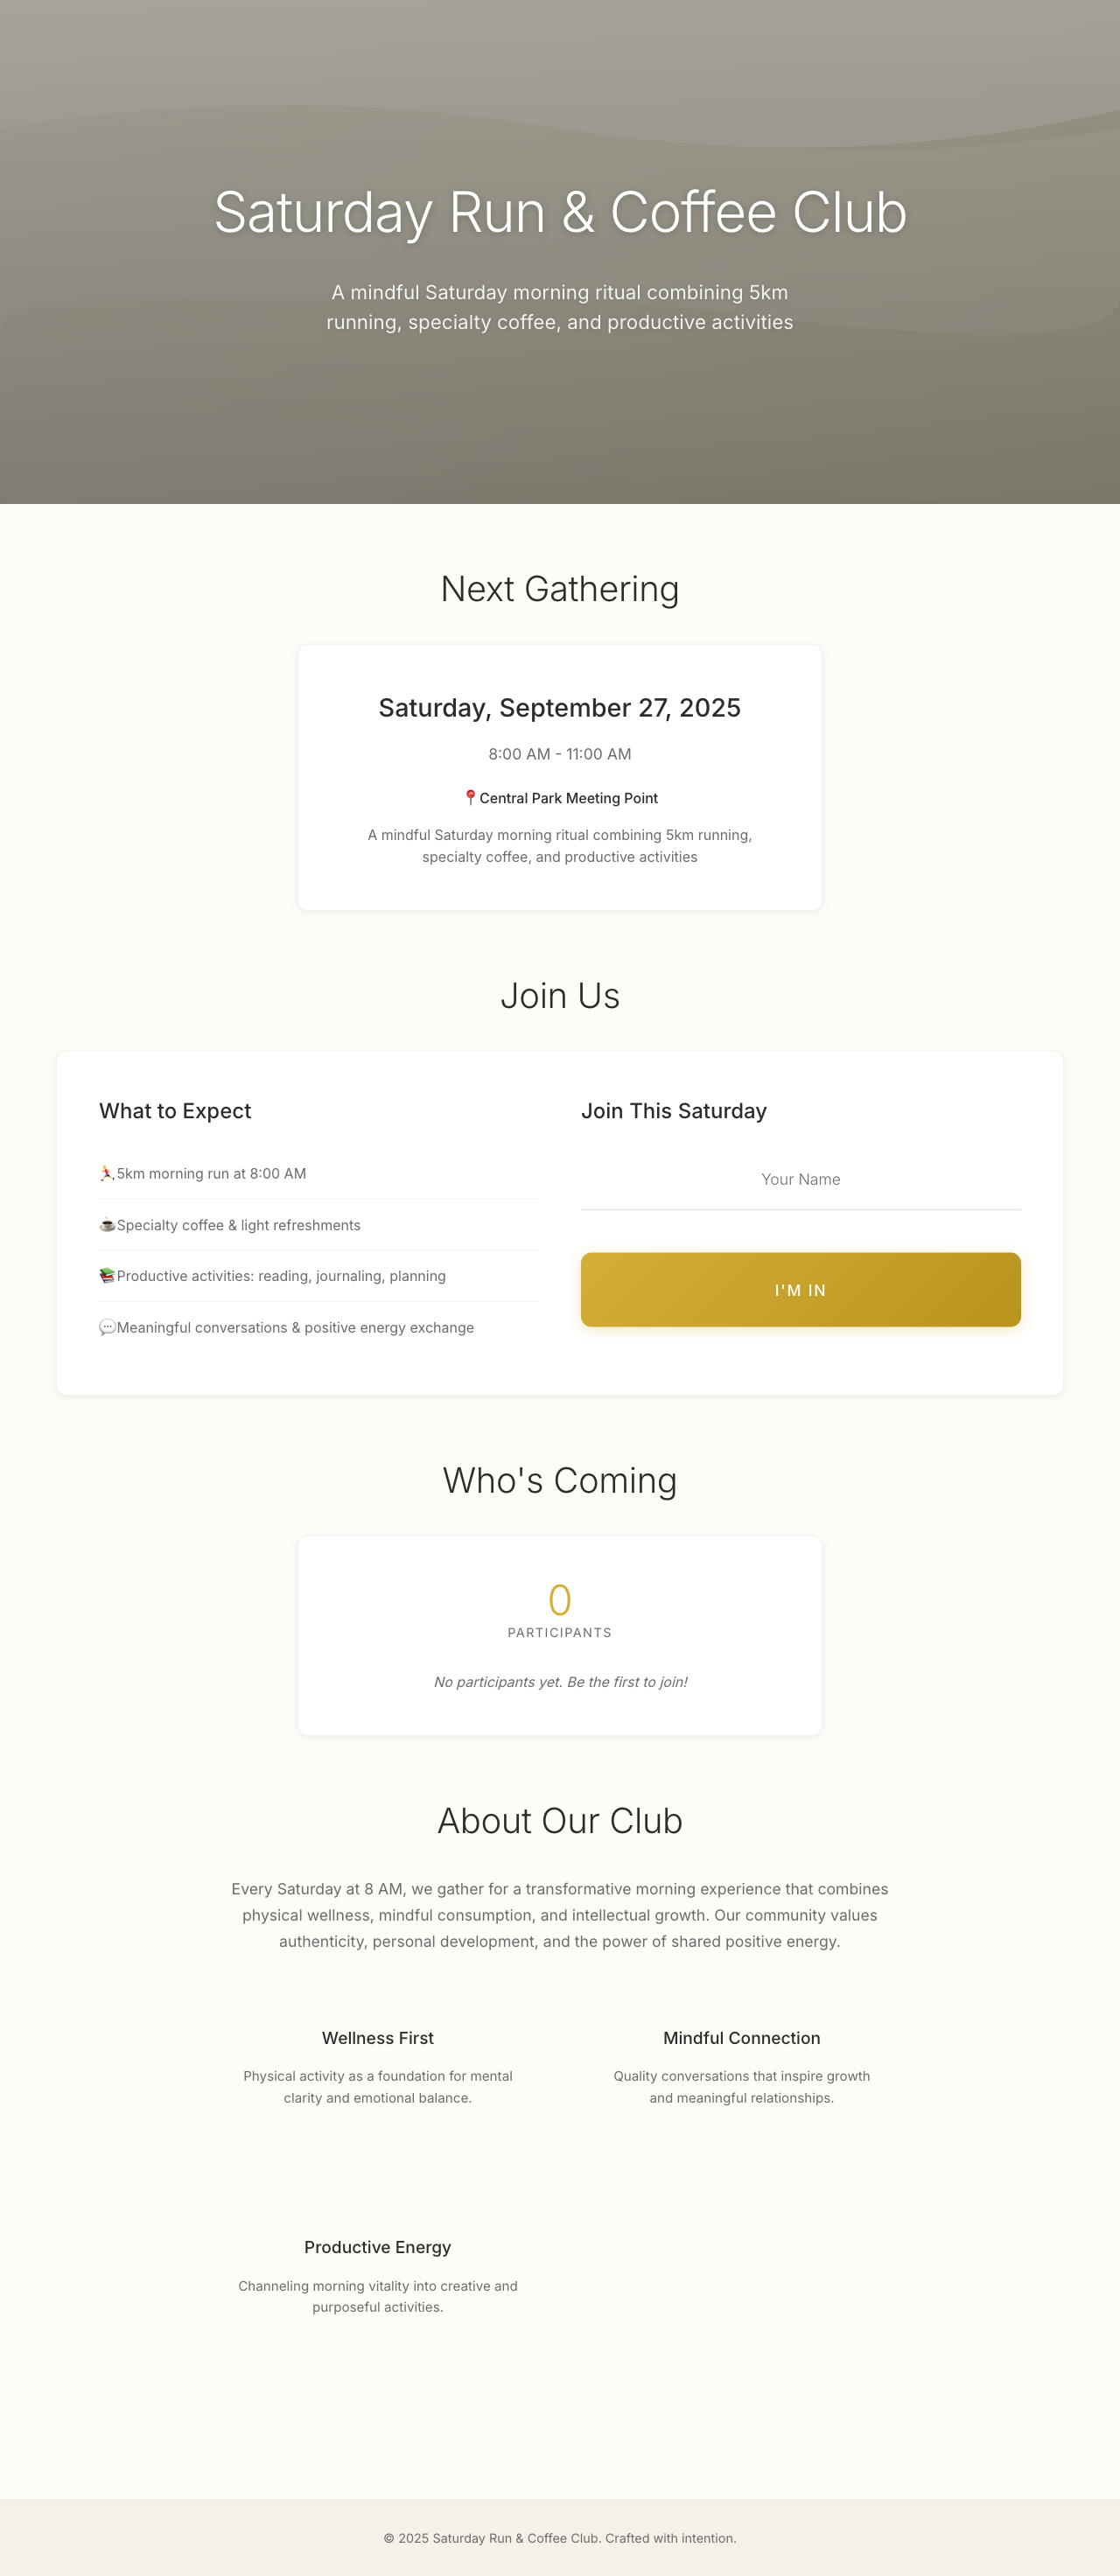 Saturday Run & Coffee Club
A mindful Saturday morning ritual combining 5km
running, specialty coffee, and productive activities
Next Gathering
Saturday, September 27, 2025
8:00 AM - 11:00 AM
📍Central Park Meeting Point
A mindful Saturday morning ritual combining 5km running,
specialty coffee, and productive activities
Join Us
What to Expect
🏃5km morning run at 8:00 AM
☕Specialty coffee & light refreshments
📚Productive activities: reading, journaling, planning
💬Meaningful conversations & positive energy exchange
Join This Saturday
Your Name
I'M IN
Who's Coming
0
PARTICIPANTS
No participants yet. Be the first to join!
About Our Club
Every Saturday at 8 AM, we gather for a transformative morning experience that combines
physical wellness, mindful consumption, and intellectual growth. Our community values
authenticity, personal development, and the power of shared positive energy.
Wellness First
Physical activity as a foundation for mental
clarity and emotional balance.
Mindful Connection
Quality conversations that inspire growth
and meaningful relationships.
Productive Energy
Channeling morning vitality into creative and
purposeful activities.
© 2025 Saturday Run & Coffee Club. Crafted with intention.